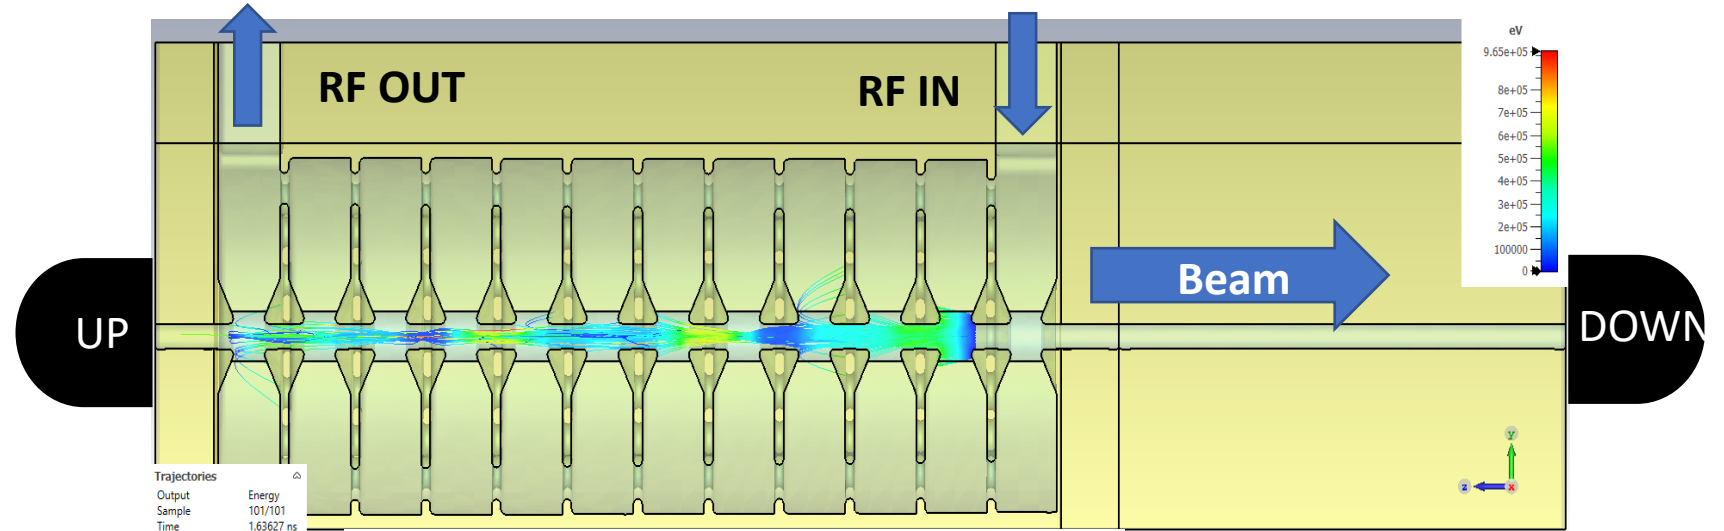 RF OUT
RF IN
eV
9.65e+05
8e+05
7e+05
6e+05
5e+05
4e+05
3e+05
2e+05
100000
0
Beam
UP
DOWN
y
z
x
Trajectories
Output Energy
Sample 101/101
Time 1.63627 ns